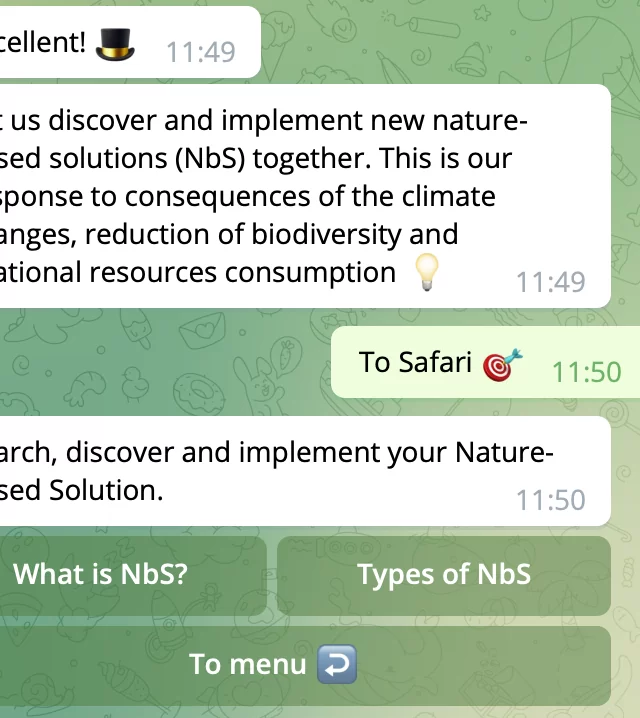 cellent! 🎩 11:49
t us discover and implement new nature-
sed solutions (NbS) together. This is our
sponse to consequences of the climate
anges, reduction of biodiversity and
ational resources consumption 💡 11:49
To Safari 🎯 11:50
arch, discover and implement your Nature-
sed Solution. 11:50
What is NbS?
Types of NbS
To menu ↩️